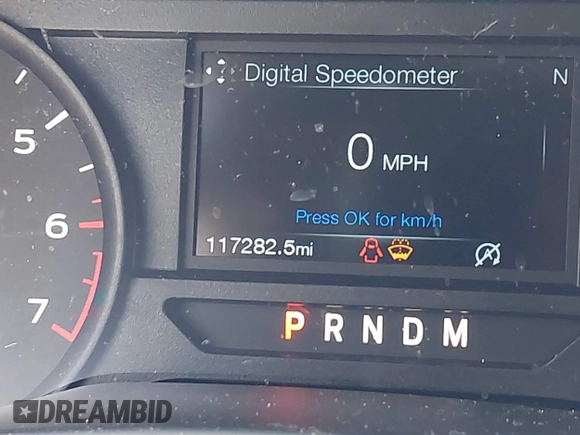 Digital Speedometer N
5
0 MPH
6
Press OK for km/h
117282.5mi
A
7
P R N D M
DREAMBID